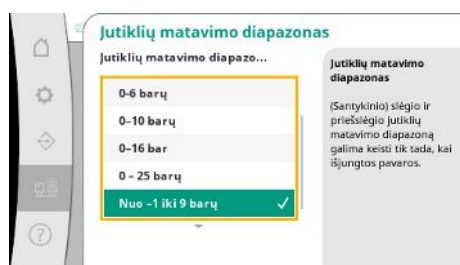 Jutiklių matavimo diapazonas
Jutiklių matavimo diapazo...
0-6 barų
0–10 barų
0–16 bar
0 – 25 barų
Nuo –1 iki 9 barų
Jutiklių matavimo
diapazonas
(Santykinio) slėgio ir
priešslėgio jutiklių
matavimo diapazoną
galima keisti tik tada, kai
išjungtos pavaros.